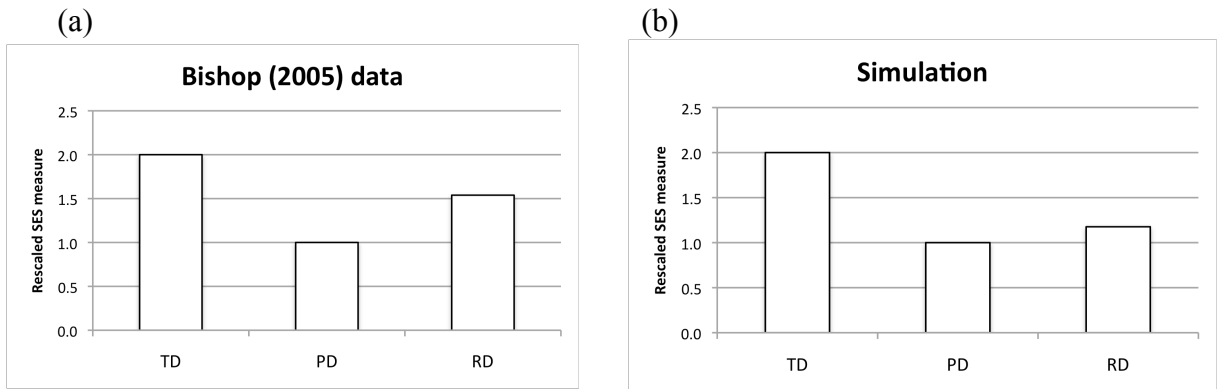 (a)
Bishop (2005) data
Rescaled SES measure
2.5
2.0
1.5
1.0
0.5
0.0
TD PD RD
(b)
Simulation
Rescaled SES measure
2.5
2.0
1.5
1.0
0.5
0.0
TD PD RD